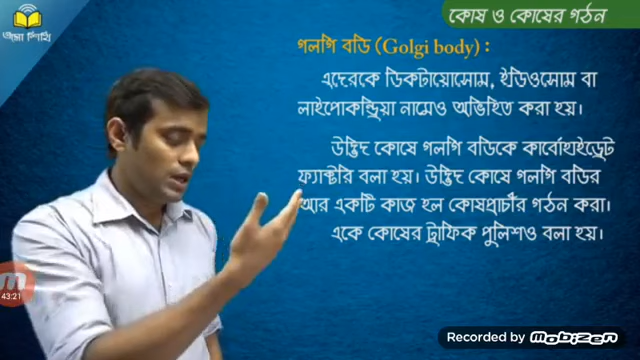 কোষ ও কোষের গঠন
এসো শিখি
গলগি বডি (Golgi body) :
এদেরকে ডিকটায়োসোম, ইডিওসোম বা
লাইপোকন্ড্রিয়া নামেও অভিহিত করা হয়।
উদ্ভিদ কোষে গলগি বডিকে কার্বোহাইড্রেট
ফ্যাক্টরি বলা হয়। উদ্ভিদ কোষে গলগি বডির
আর একটি কাজ হল কোষপ্রাচীর গঠন করা।
একে কোষের ট্রাফিক পুলিশও বলা হয়।
43:21
Recorded by mobizen